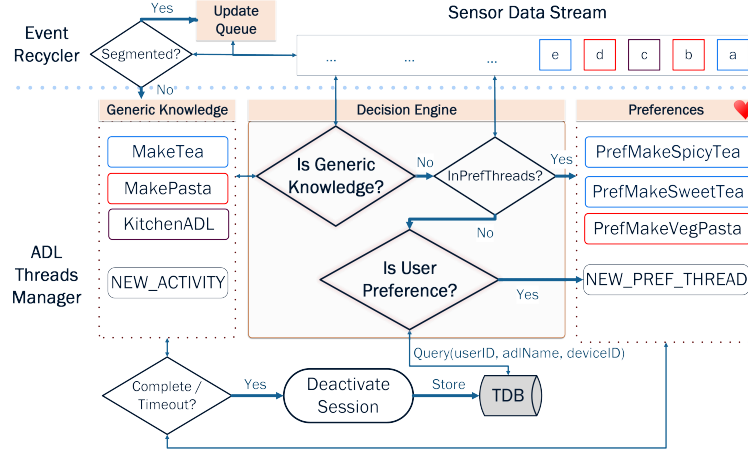 Yes
Update
Queue
Sensor Data Stream
Event
Recycler
Segmented?
...
...
...
e
d
c
b
a
No
Generic Knowledge
Decision Engine
Preferences
MakeTea
MakePasta
KitchenADL
NEW_ACTIVITY
Is Generic
Knowledge?
No
InPrefThreads?
Yes
PrefMakeSpicyTea
PrefMakeSweetTea
PrefMakeVegPasta
NEW_PREF_THREAD
No
Is User
Preference?
Yes
ADL
Threads
Manager
Query(userID, adlName, deviceID)
Complete /
Timeout?
Yes
Deactivate
Session
Store
TDB